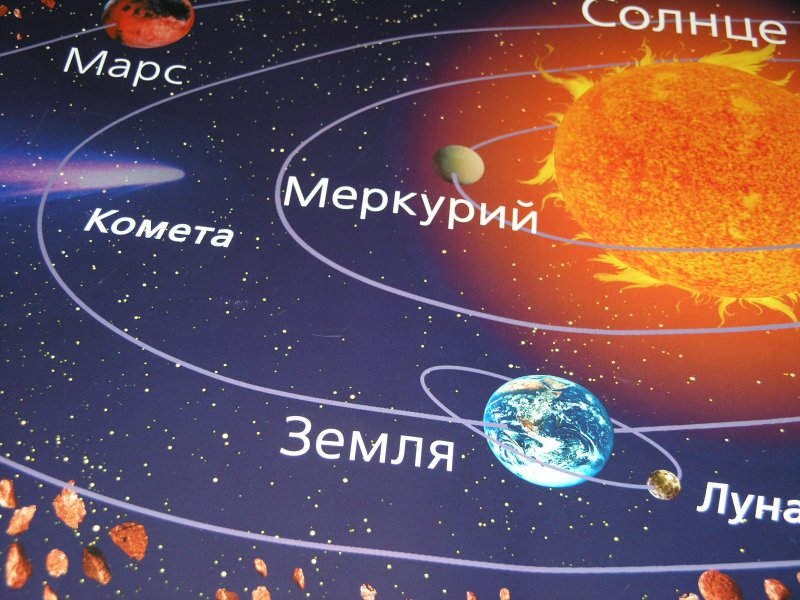 Солнце
Марс
Меркурий
Комета
Земля
Луна